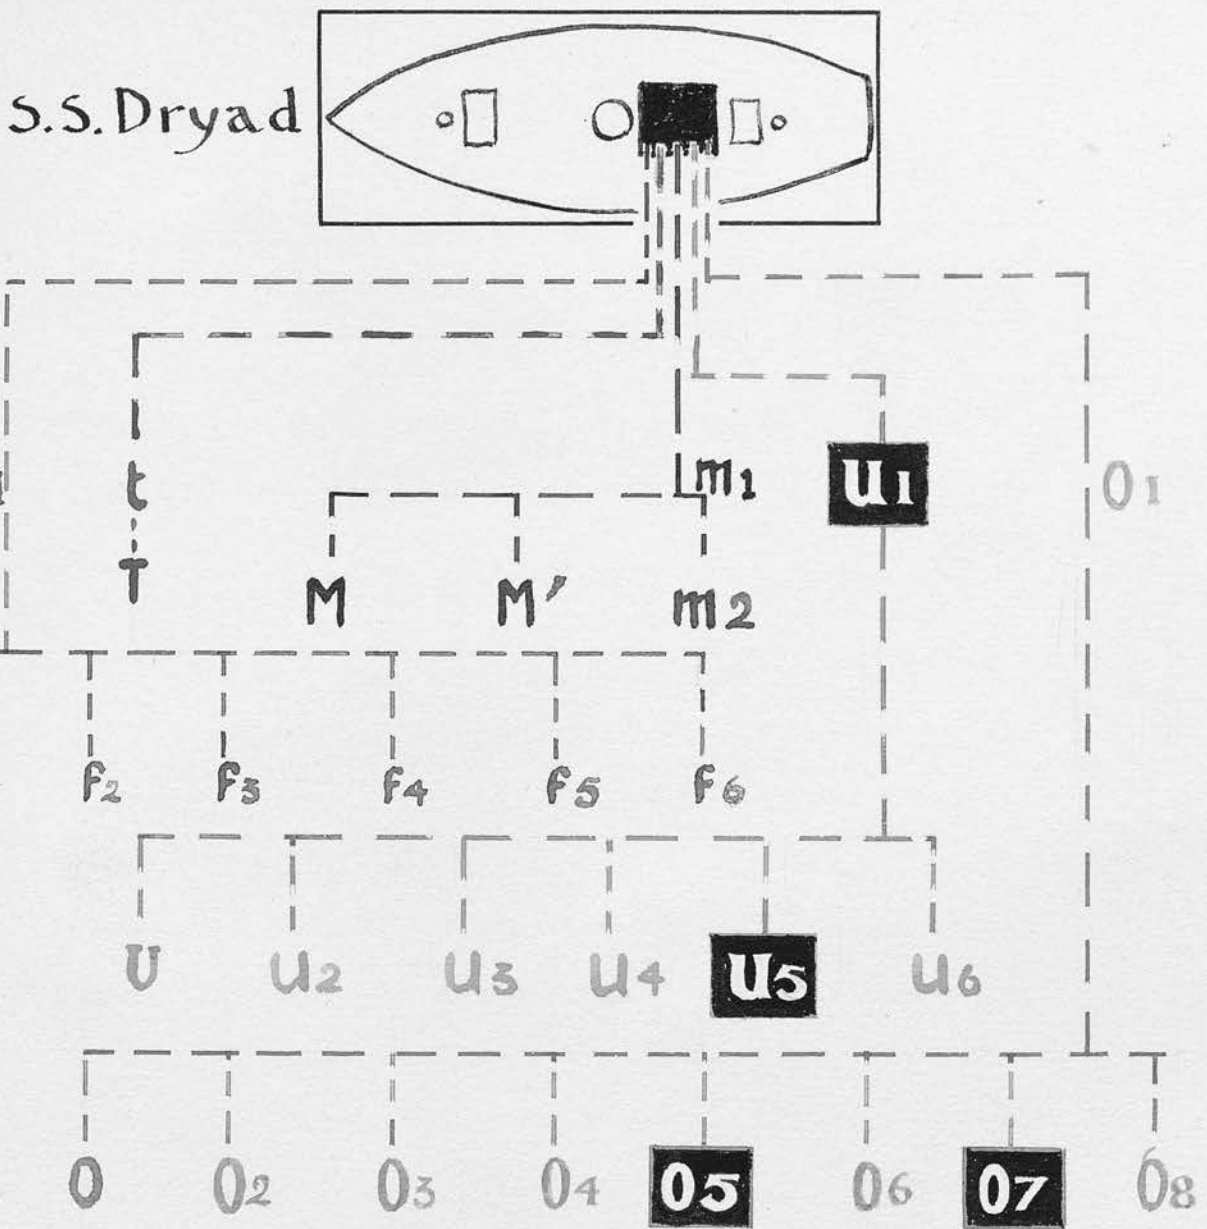 S.S. Dryad
t m1 U1 O1
T M M' m2
f2 f3 f4 f5 f6
U U2 U3 U4 U5 U6
O O2 O3 O4 O5 O6 O7 O8